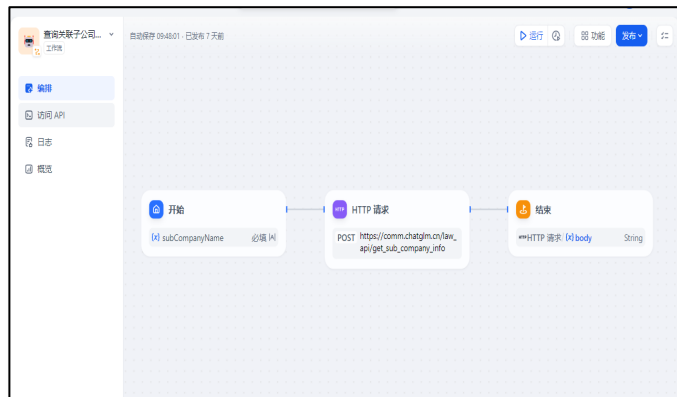 查询关联子公司...
工作流
自动保存 09:48:01 · 已发布 7 天前
运行
功能
发布
编排
访问 API
日志
概览
开始
{x} subCompanyName 必填
HTTP 请求
POST https://comm.chatglm.cn/law_
api/get_sub_company_info
结束
HTTP 请求 {x} body String